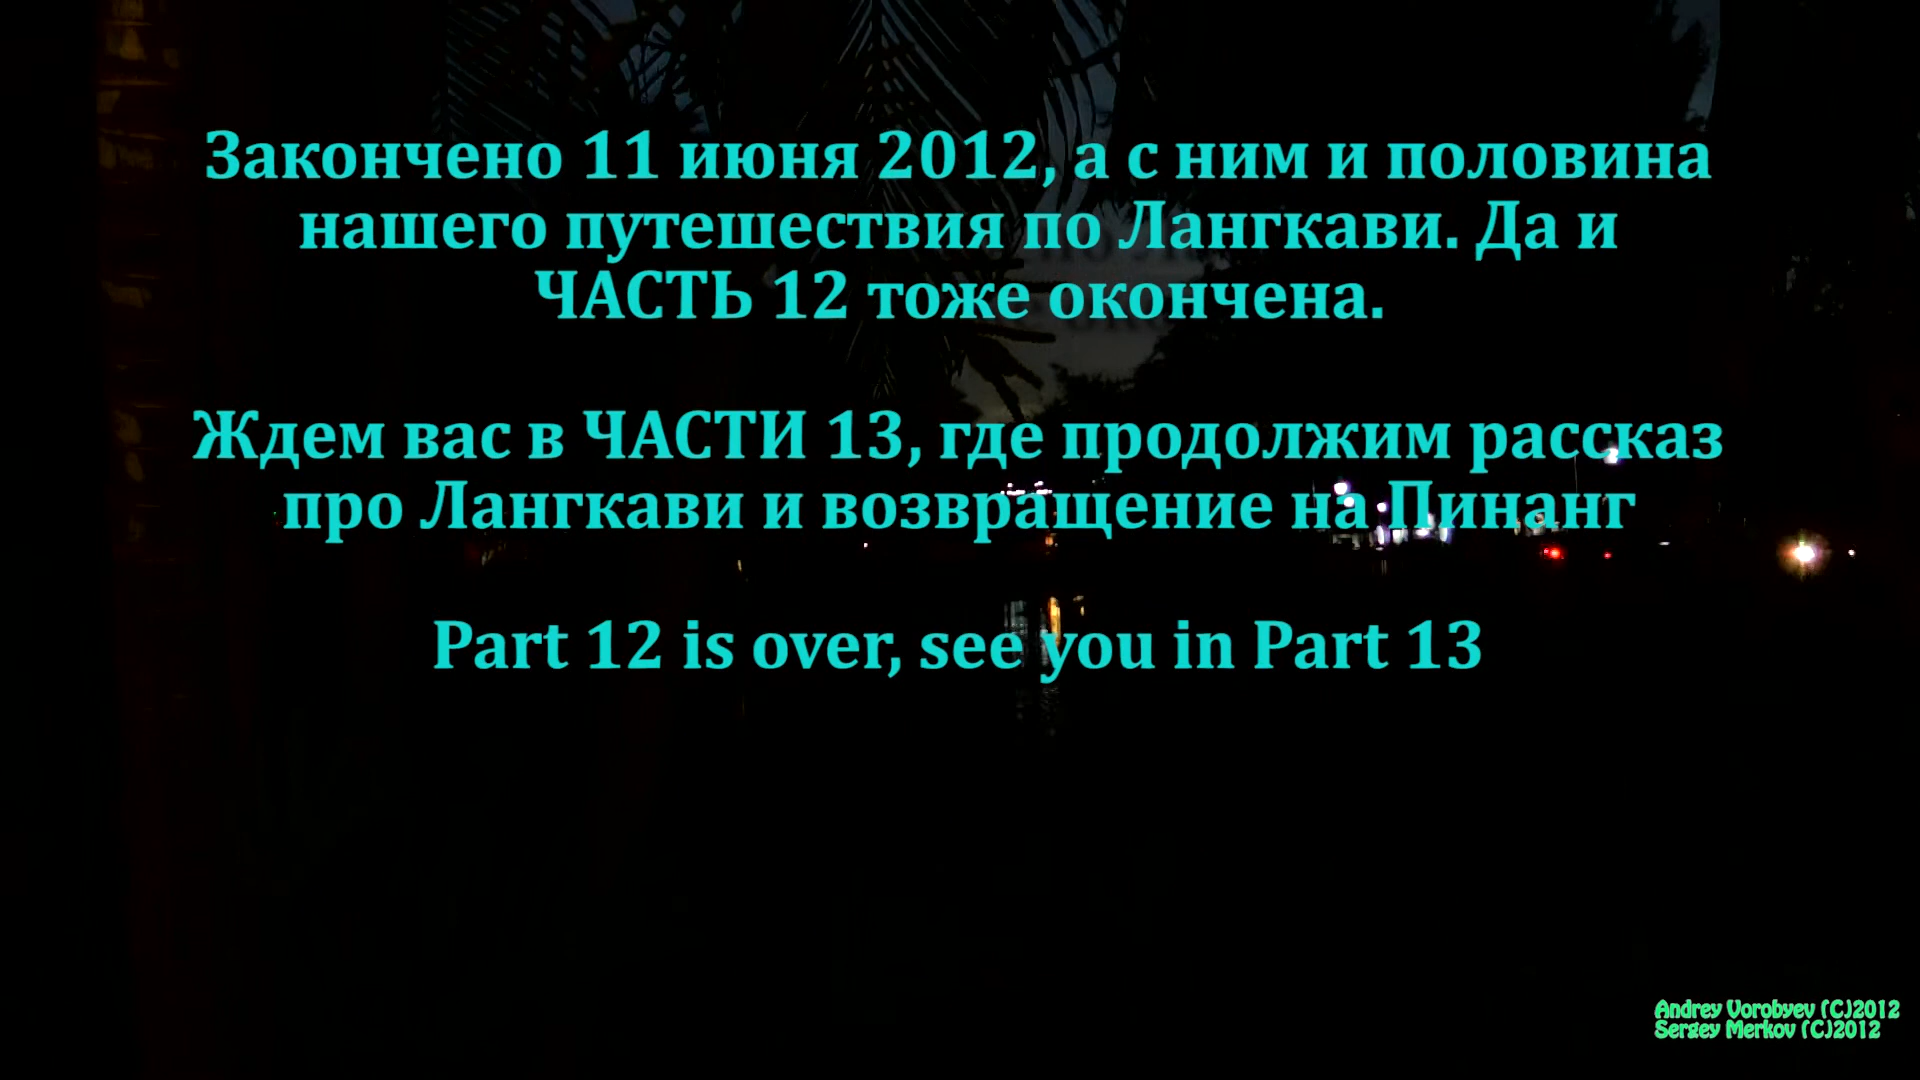 Закончено 11 июня 2012, а с ним и половина
нашего путешествия по Лангкави. Да и
ЧАСТЬ 12 тоже окончена.
Ждем вас в ЧАСТИ 13, где продолжим рассказ
про Лангкави и возвращение на Пинанг
Part 12 is over, see you in Part 13
Andrey Vorobyev (C)2012
Sergey Merkov (C)2012